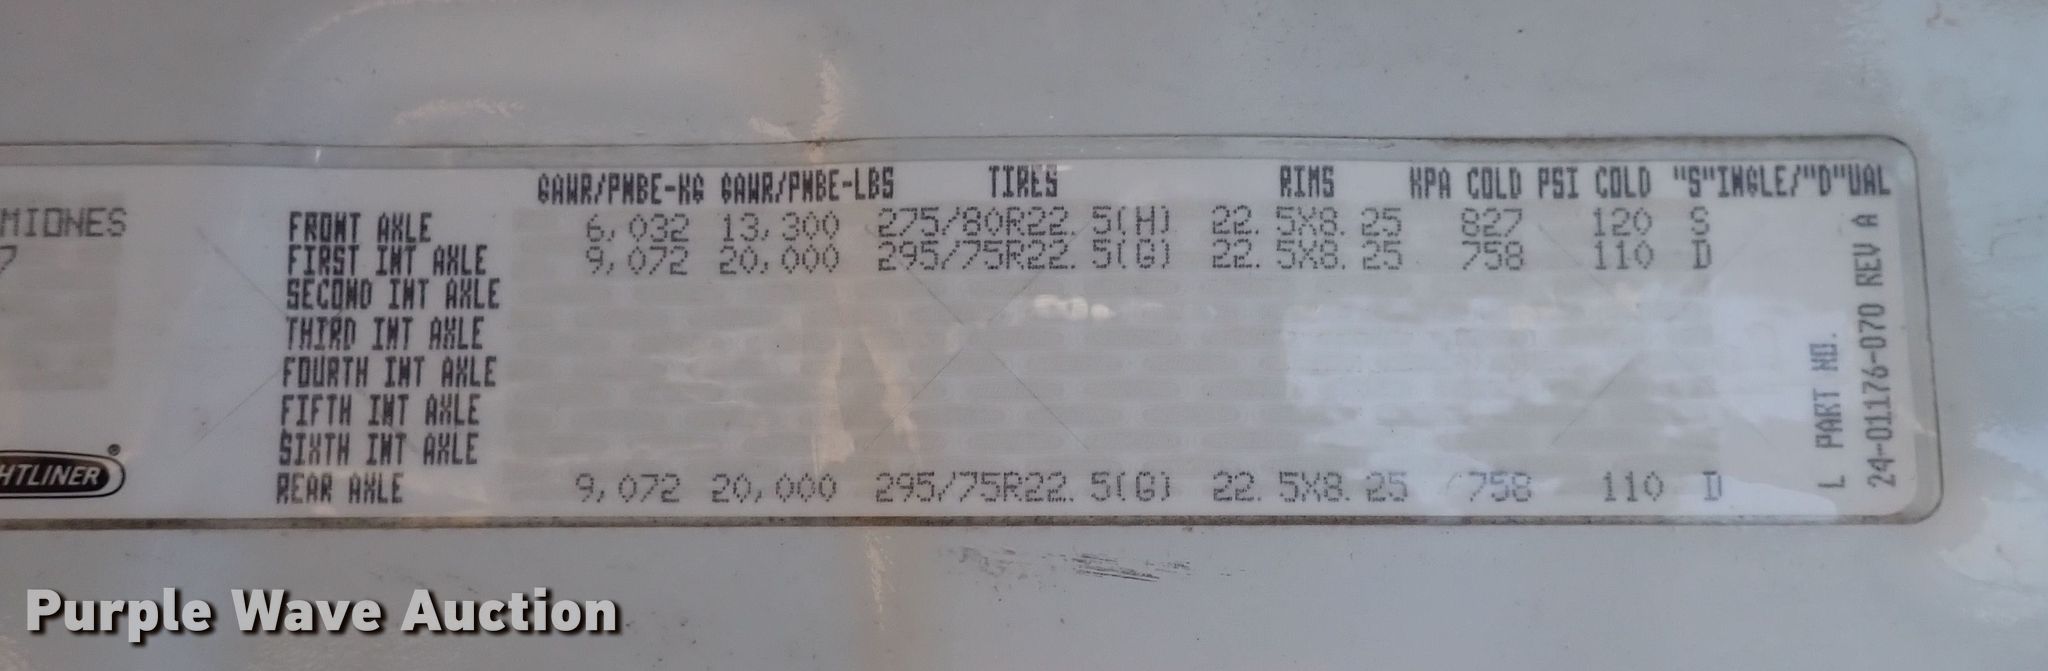 GAWR/PNBE-KG GAWR/PNBE-LBS TIRES RIMS KPA COLD PSI COLD "S"INGLE/"D"UAL
MIONES
7
FRONT AXLE 6,032 13,300 275/80R22.5(H) 22.5X8.25 827 120 S
FIRST INT AXLE 9,072 20,000 295/75R22.5(G) 22.5X8.25 758 110 D
SECOND INT AXLE
THIRD INT AXLE
FOURTH INT AXLE
FIFTH INT AXLE
SIXTH INT AXLE
REAR AXLE 9,072 20,000 295/75R22.5(G) 22.5X8.25 758 110 D
HTLINER®
L PART NO.
24-01176-070 REV A
Purple Wave Auction